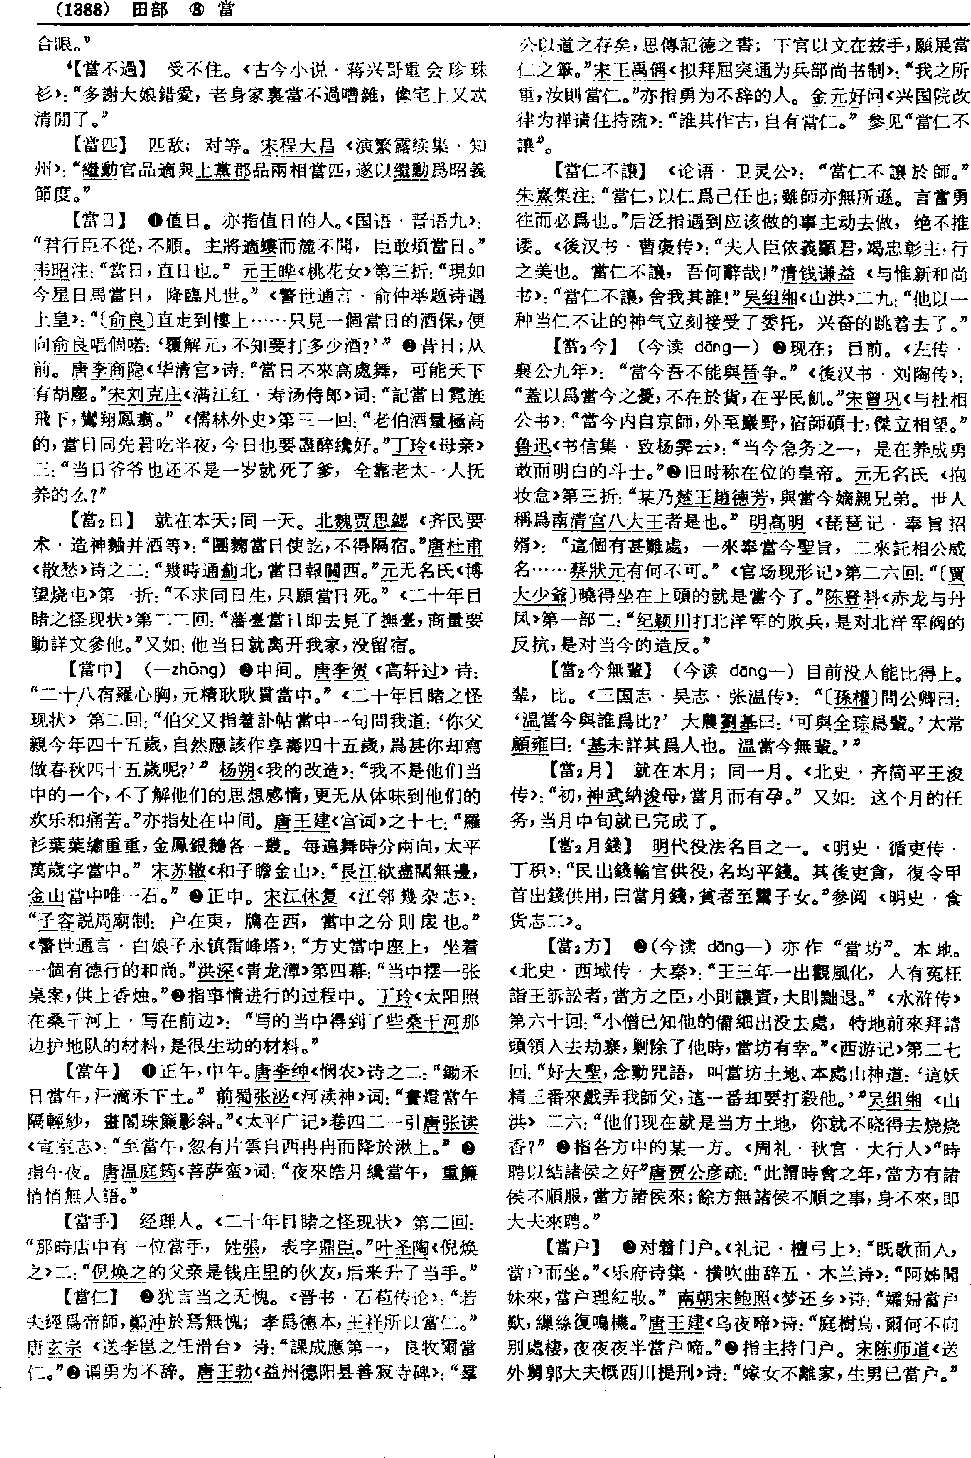 (1388) 田部 ⑧ 當
合眼。"
【當不過】 受不住。《古今小说·蒋兴哥重会珍珠
衫》："多謝大娘錯愛，老身家裏當不過嘈雜，像宅上又忒
清閒了。"
【當匹】 匹敌；对等。宋程大昌《演繁露续集·知
州》："繼勳官品適與上黨郡品兩相當匹，遂以繼勳爲昭義
節度。"
【當日】 ❶值日。亦指值日的人。《国语·晋语九》：
"君行臣不從，不順。主將適螻而麓不聞，臣敢煩當日。"
韦昭注："當日，直日也。"元王晔《桃花女》第三折："現如
今星日馬當日，降臨凡世。"《警世通言·俞仲举题诗遇
上皇》："〔俞良〕直走到樓上……只見一個當日的酒保，便
向俞良唱個喏：'覆解元，不知要打多少酒？'"❷昔日；从
前。唐李商隐《华清宫》诗："當日不來高處舞，可能天下
有胡塵。"宋刘克庄《满江红·寿汤侍郎》词："記當日霓旌
飛下，鸞翔鳳翥。"《儒林外史》第三一回："老伯酒量極高
的，當日同先君吃半夜，今日也要盡醉纔好。"丁玲《母亲》
三："当日爷爷也还不是一岁就死了爹，全靠老太一人抚
养的么？"
【當₂日】 就在本天；同一天。北魏贾思勰《齐民要
术·造神麴并酒等》："團麴當日使訖，不得隔宿。"唐杜甫
《散愁》诗之二："幾時通薊北，當日報關西。"元无名氏《博
望烧屯》第一折："不求同日生，只願當日死。"《二十年目
睹之怪现状》第二二回："藩臺當日即去見了撫臺，商量要
動詳文參他。"又如：他当日就离开我家，没留宿。
【當中】 （—zhōng）❶中间。唐李贺《高轩过》诗：
"二十八宿羅心胸，元精耿耿貫當中。"《二十年目睹之怪
现状》第二回："伯父又指着訃帖當中一句問我道：'你父
親今年四十五歲，自然應該作享壽四十五歲，爲甚你却寫
做春秋四十五歲呢？'"杨朔《我的改造》："我不是他们当
中的一个，不了解他们的思想感情，更无从体味到他们的
欢乐和痛苦。"亦指处在中间。唐王建《宫词》之十七："羅
衫葉葉繡重重，金鳳銀鵝各一叢。每遍舞時分兩向，太平
萬歲字當中。"宋苏辙《和子瞻金山》："長江欲盡闊無邊，
金山當中唯一石。"❷正中。宋江休复《江邻幾杂志》：
"子容説周廟制：户在東，牖在西，當中之分則扆也。"
《警世通言·白娘子永镇雷峰塔》："方丈當中座上，坐着
一個有德行的和尚。"洪深《青龙潭》第四幕："当中摆一张
桌案，供上香烛。"❸指事情进行的过程中。丁玲《太阳照
在桑干河上·写在前边》："写的当中得到了些桑干河那
边护地队的材料，是很生动的材料。"
【當午】 ❶正午，中午。唐李绅《悯农》诗之二："鋤禾
日當午，汗滴禾下土。"前蜀张泌《河渎神》词："畫燈當午
隔輕紗，畫閣珠簾影斜。"《太平广记》卷四二一引唐张读
《宣室志》："至當午，忽有片雲自西冉冉而降於湫上。"❷
指午夜。唐温庭筠《菩萨蛮》词："夜來皓月纔當午，重簾
悄悄無人語。"
【當手】 经理人。《二十年目睹之怪现状》第二回：
"那時店中有一位當手，姓張，表字鼎臣。"叶圣陶《倪焕
之》二："倪焕之的父亲是钱庄里的伙友，后来升了当手。"
【當仁】 ❶犹言当之无愧。《晋书·石苞传论》："若
夫經爲帝師，鄭沖於焉無愧；孝爲德本，王祥所以當仁。"
唐玄宗《送李邕之任滑台》诗："課成應第一，良牧爾當
仁。"❷谓勇为不辞。唐王勃《益州德阳县善寂寺碑》："羣
公以道之存矣，思傳記德之書；下官以文在兹乎，願展當
仁之筆。"宋王禹偁《拟拜屈突通为兵部尚书制》："我之所
重，汝則當仁。"亦指勇为不辞的人。金元好问《兴国院改
律为禅请住持疏》："誰其作古，自有當仁。"参见"當仁不
讓"。
【當仁不讓】 《论语·卫灵公》："當仁不讓於師。"
朱熹集注："當仁，以仁爲己任也；雖師亦無所遜。言當勇
往而必爲也。"后泛指遇到应该做的事主动去做，绝不推
诿。《後汉书·曹褒传》："夫人臣依義顯君，竭忠彰主，行
之美也。當仁不讓，吾何辭哉！"清钱谦益《与惟新和尚
书》："當仁不讓，舍我其誰！"吴组缃《山洪》二九："他以一
种当仁不让的神气立刻接受了委托，兴奋的跳着去了。"
【當₂今】 （今读 dāng—）❶现在；目前。《左传·
襄公九年》："當今吾不能與晉争。"《後汉书·刘陶传》：
"蓋以爲當今之憂，不在於貨，在乎民飢。"宋曾巩《与杜相
公书》："當今内自京師，外至巖野，宿師碩士，傑立相望。"
鲁迅《书信集·致杨霁云》："当今急务之一，是在养成勇
敢而明白的斗士。"❷旧时称在位的皇帝。元无名氏《抱
妆盒》第三折："某乃楚王趙德芳，與當今嫡親兄弟。世人
稱爲南清宫八大王者是也。"明高明《琵琶记·奉旨招
婿》："這個有甚難處，一來奉當今聖旨，二來託相公威
名……蔡狀元有何不可。"《官场现形记》第二六回："〔賈
大少爺〕曉得坐在上頭的就是當今了。"陈登科《赤龙与丹
凤》第一部二："纪颖川打北洋军的败兵，是对北洋军阀的
反抗，是对当今的造反。"
【當₂今無輩】 （今读 dāng—）目前没人能比得上。
辈，比。《三国志·吴志·张温传》："〔孫權〕問公卿曰：
'温當今與誰爲比？'大農劉基曰：'可與全琮爲輩。'太常
顧雍曰：'基未詳其爲人也。温當今無輩。'"
【當₂月】 就在本月；同一月。《北史·齐简平王浚
传》："初，神武納浚母，當月而有孕。"又如：这个月的任
务，当月中旬就已完成了。
【當₂月錢】 明代役法名目之一。《明史·循吏传·
丁积》："民出錢輸官供役，名均平錢。其後吏貪，復令甲
首出錢供用，曰當月錢，貧者至鬻子女。"参阅《明史·食
货志二》。
【當₂方】 ❶（今读 dāng—）亦作"當坊"。本地。
《北史·西域传·大秦》："王三年一出觀風化，人有冤枉
詣王訴訟者，當方之臣，小則讓責，大則黜退。"《水浒传》
第六十回："小僧已知他的備細出没去處，特地前來拜請
頭領入去劫寨，剿除了他時，當坊有幸。"《西游记》第二七
回："好大聖，念動咒語，叫當坊土地、本處山神道：'這妖
精三番來戲弄我師父，這一番却要打殺他。'"吴组缃《山
洪》二六："他们现在就是当方土地，你就不晓得去烧烧
香？"❷指各方中的某一方。《周礼·秋官·大行人》"時
聘以結諸侯之好"唐贾公彦疏："此謂時會之年，當方有諸
侯不順服，當方諸侯來；餘方無諸侯不順之事，身不來，即
大夫來聘。"
【當户】 ❶对着门户。《礼记·檀弓上》："既歌而入，
當户而坐。"《乐府诗集·横吹曲辞五·木兰诗》："阿姊聞
妹來，當户理紅妝。"南朝宋鲍照《梦还乡》诗："孀婦當户
歎，繅絲復鳴機。"唐王建《乌夜啼》诗："庭樹烏，爾何不向
别處棲，夜夜夜半當户啼。"❷指主持门户。宋陈师道《送
外舅郭大夫概西川提刑》诗："嫁女不離家，生男已當户。"